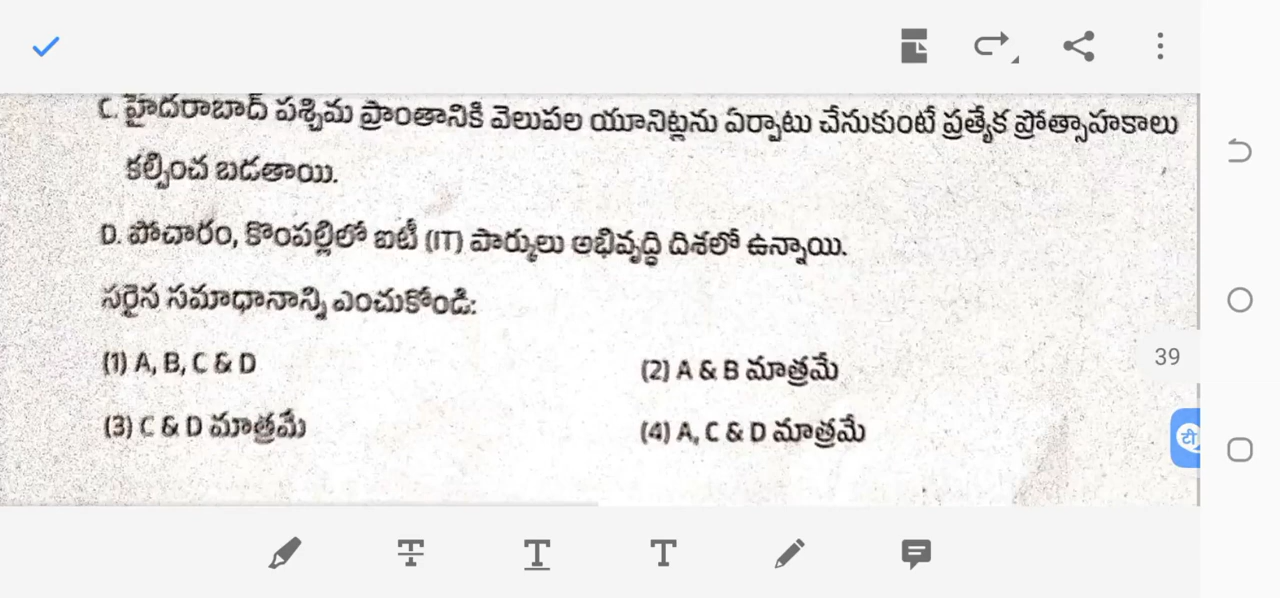 C. హైదరాబాద్ పశ్చిమ ప్రాంతానికి వెలుపల యూనిట్లను ఏర్పాటు చేసుకుంటే ప్రత్యేక ప్రోత్సాహకాలు
కల్పించ బడతాయి.
D. పోచారం, కొంపల్లిలో ఐటీ (IT) పార్కులు అభివృద్ధి దిశలో ఉన్నాయి.
సరైన సమాధానాన్ని ఎంచుకోండి:
(1) A, B, C & D
(2) A & B మాత్రమే
39
(3) C & D మాత్రమే
(4) A, C & D మాత్రమే
टी
T
T
T